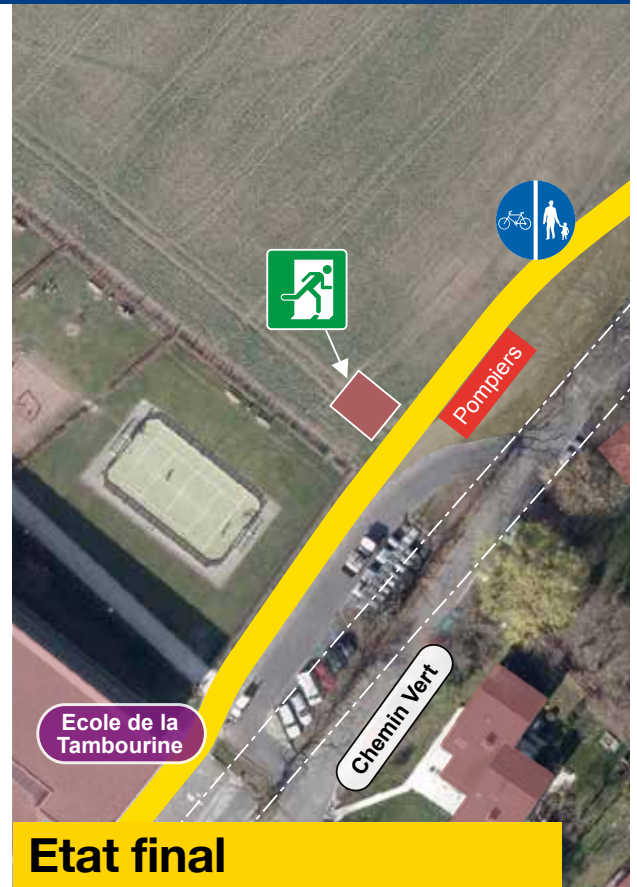 Pompiers
Chemin Vert
Ecole de la
Tambourine
Etat final